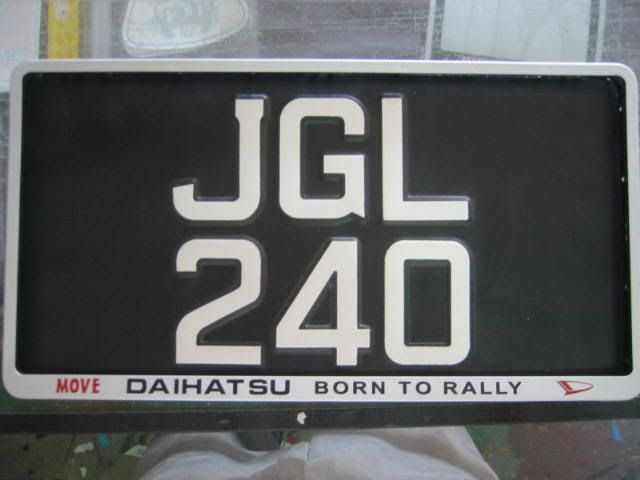 JGL
240
MOVE DAIHATSU BORN TO RALLY